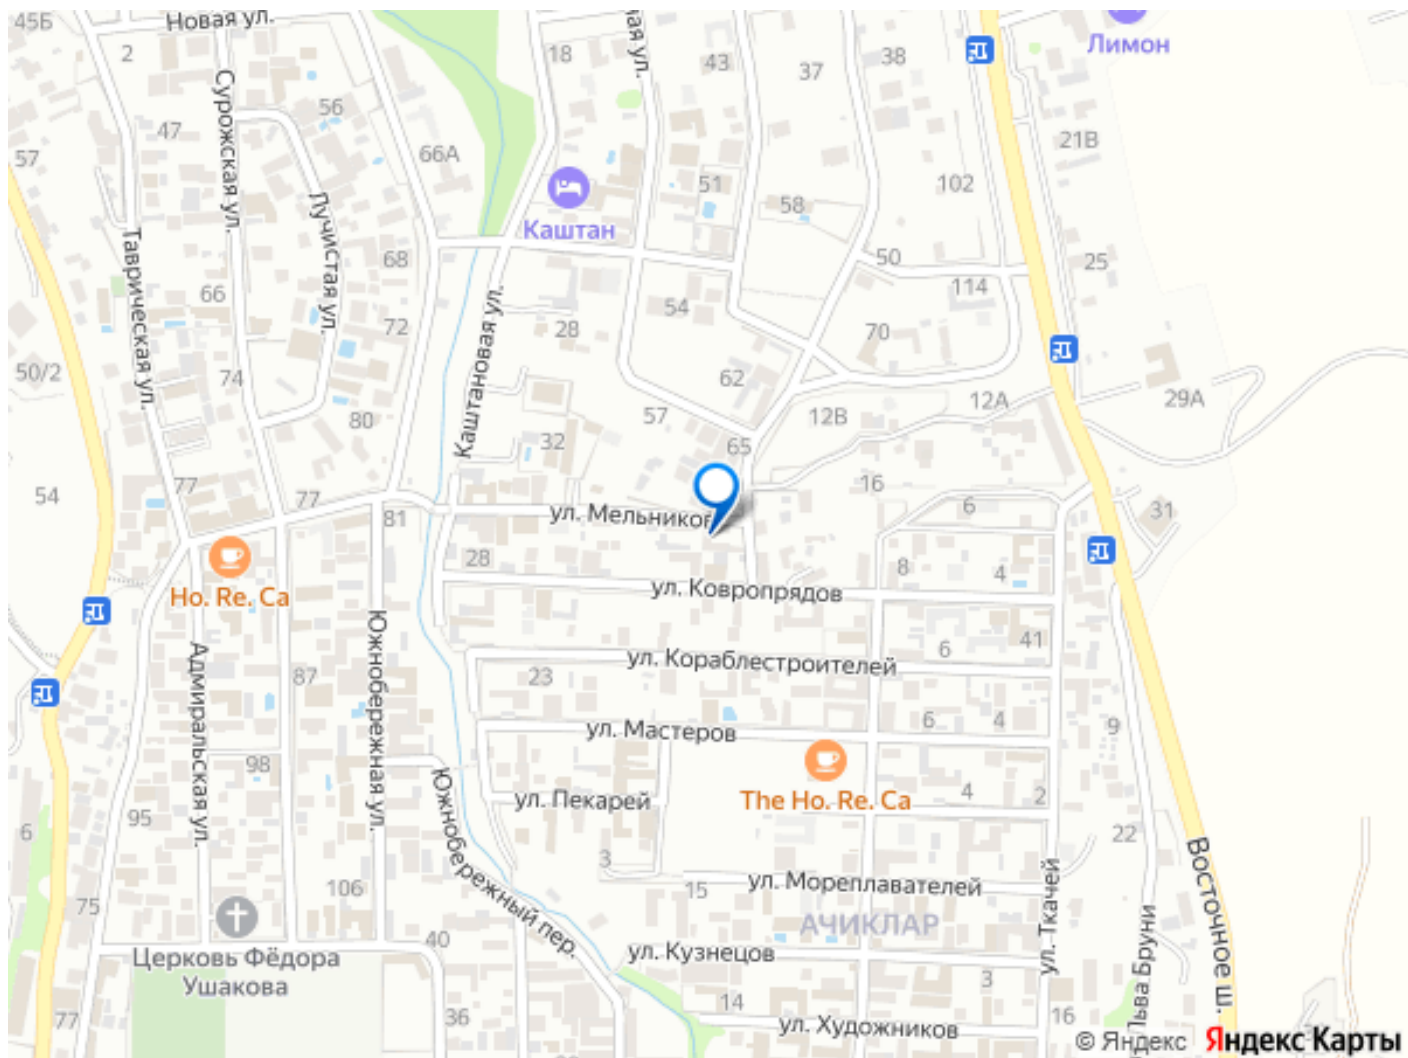 45Б
Новая ул.
2
18
ая ул.
43
37
38
Лимон
Сурожская ул.
56
47
57
66А
21В
51
58
102
Каштан
Лучистая ул.
Таврическая ул.
68
50
25
66
114
54
Каштановая ул.
28
72
70
50/2
74
62
12В
12А
29А
57
80
32
65
54
77
77
16
6
31
81
ул. Мельников
28
8
4
Но. Re. Са
ул. Ковропрядов
6
41
Южнобережная ул.
Адмиральская ул.
87
23
ул. Кораблестроителей
6
4
9
ул. Мастеров
98
Южнобережный пер.
ул. Пекарей
The Ho. Re. Ca
4
2
95
6
22
3
106
15
ул. Мореплавателей
ул. Ткачей
Восточное ш.
75
АЧИКЛАР
Льва Бруни
40
Церковь Фёдора
Ушакова
ул. Кузнецов
3
14
77
36
ул. Художников
16
© Яндекс
Яндекс Карты